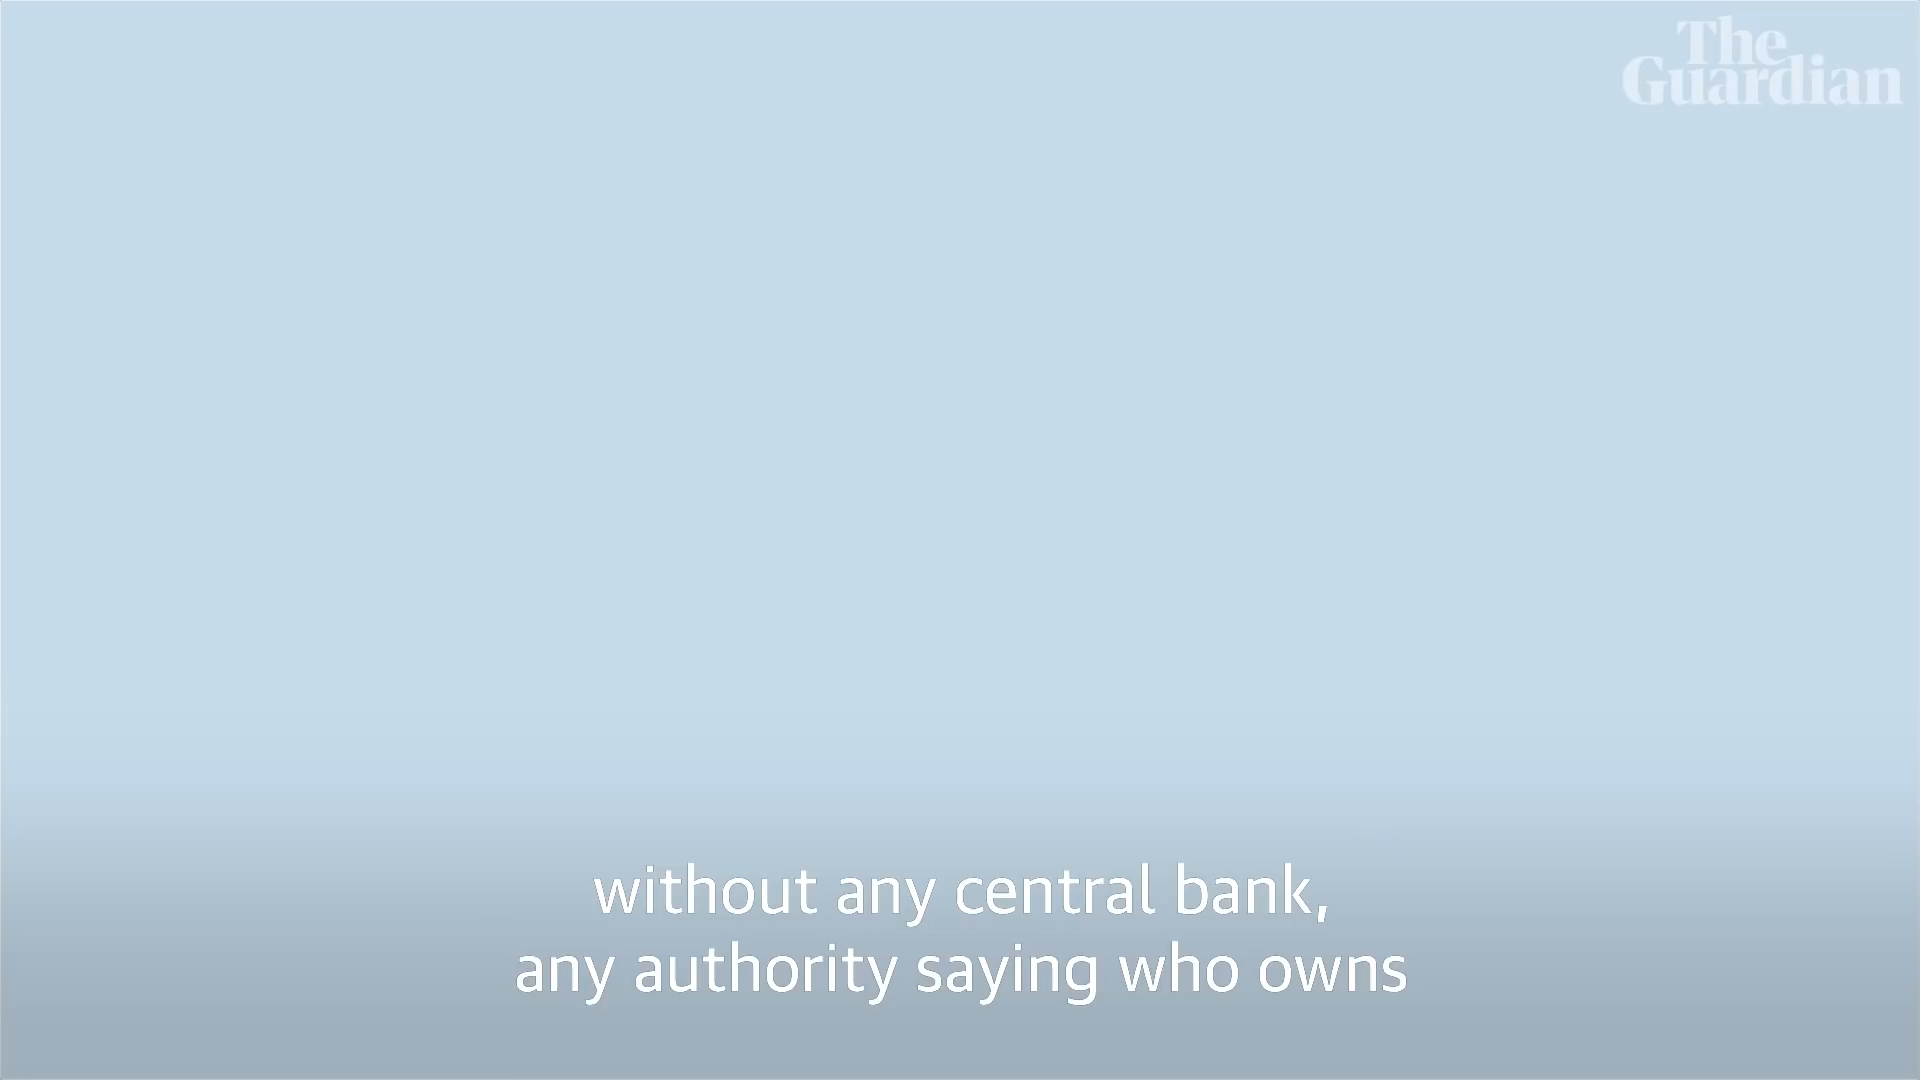 The
Guardian
without any central bank,
any authority saying who owns